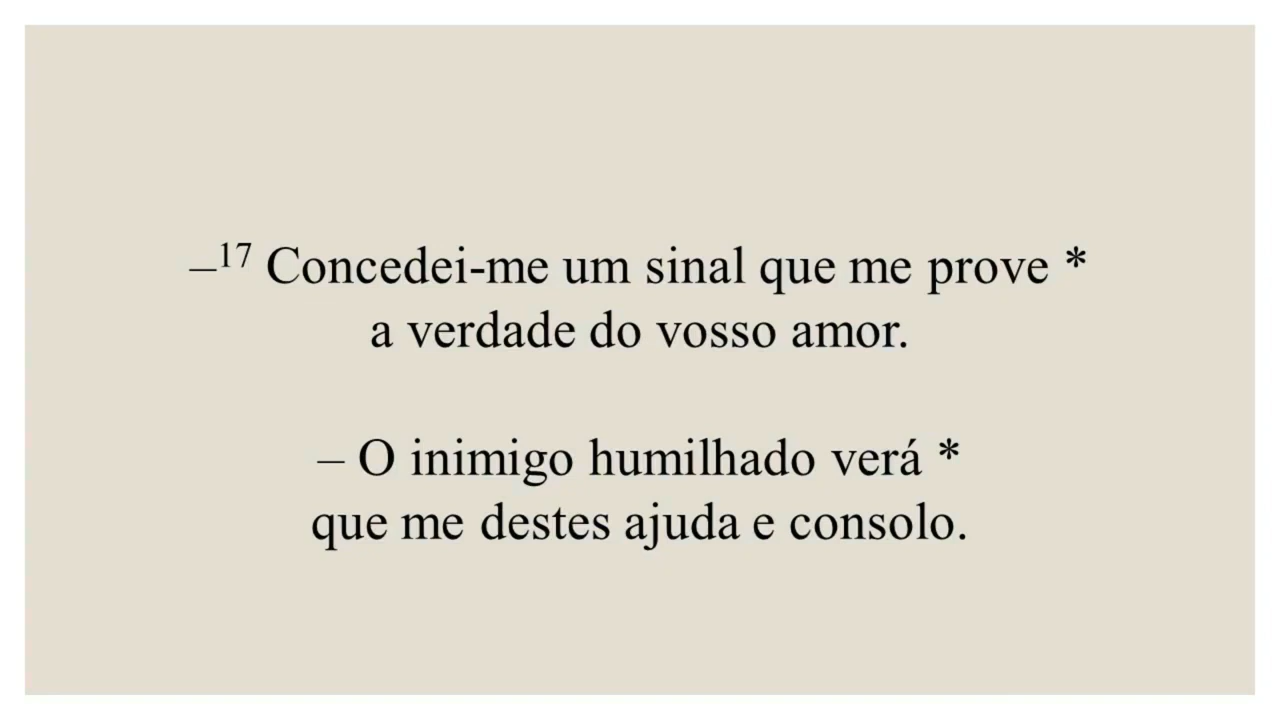 –17 Concedei-me um sinal que me prove *
a verdade do vosso amor.
– O inimigo humilhado verá *
que me destes ajuda e consolo.